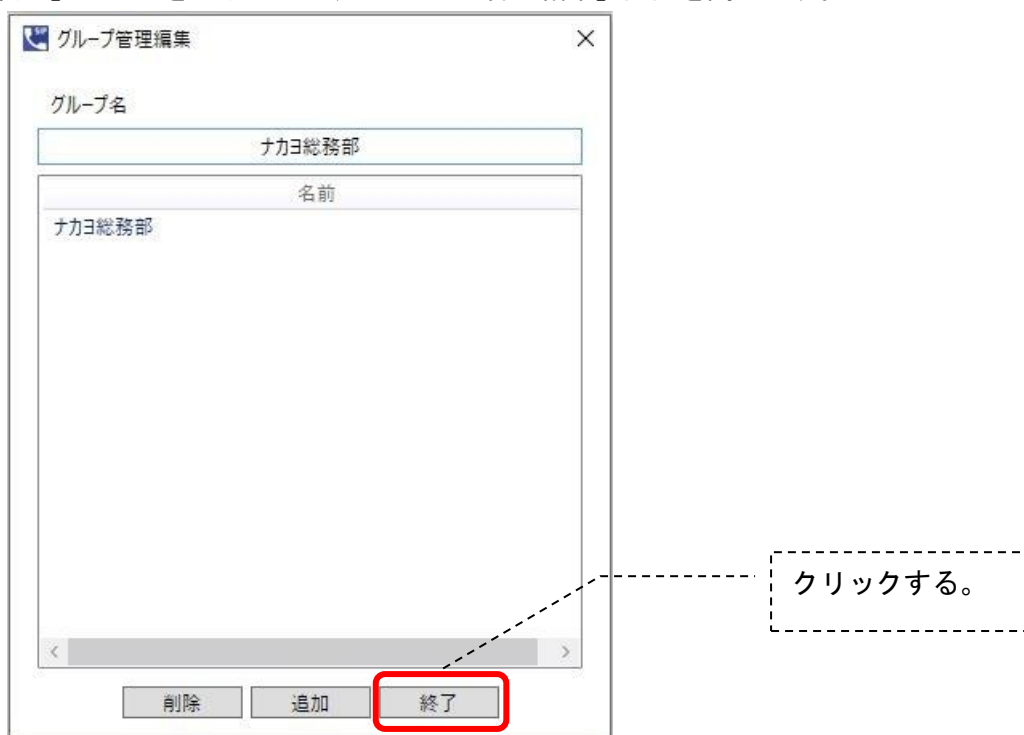 グループ管理編集
グループ名
ナカヨ総務部
名前
ナカヨ総務部
クリックする。
削除 追加 終了